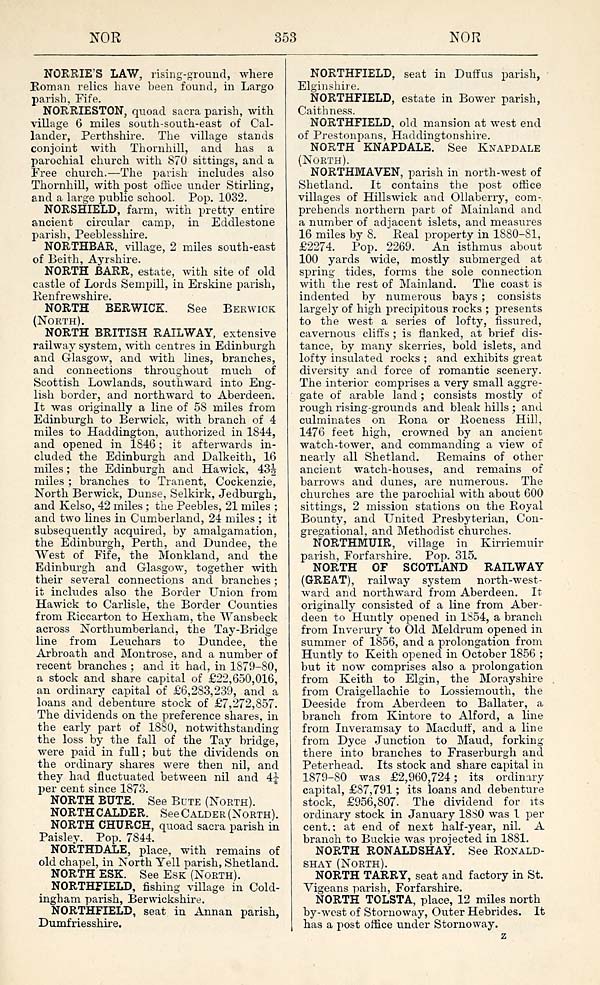 NOR 353 NOR
NORRIE'S LAW, rising-ground, where
Roman relics have been found, in Largo
parish, Fife.
NORRIESTON, quoad sacra parish, with
village 6 miles south-south-east of Cal-
lander, Perthshire. The village stands
conjoint with Thornhill, and has a
parochial church with 870 sittings, and a
Free church.—The parish includes also
Thornhill, with post office under Stirling,
and a large public school. Pop. 1032.
NORSHIELD, farm, with pretty entire
ancient circular camp, in Eddlestone
parish, Peeblesshire.
NORTHBAR, village, 2 miles south-east
of Beith, Ayrshire.
NORTH BARR, estate, with site of old
castle of Lords Sempill, in Erskine parish,
Renfrewshire.
NORTH BERWICK. See BERWICK
(NORTH).
NORTH BRITISH RAILWAY, extensive
railway system, with centres in Edinburgh
and Glasgow, and with lines, branches,
and connections throughout much of
Scottish Lowlands, southward into Eng-
lish border, and northward to Aberdeen.
It was originally a line of 58 miles from
Edinburgh to Berwick, with branch of 4
miles to Haddington, authorized in 1844,
and opened in 1846; it afterwards in-
cluded the Edinburgh and Dalkeith, 16
miles; the Edinburgh and Hawick, 43½
miles; branches to Tranent, Cockenzie,
North Berwick, Dunse, Selkirk, Jedburgh,
and Kelso, 42 miles; the Peebles, 21 miles;
and two lines in Cumberland, 24 miles; it
subsequently acquired, by amalgamation,
the Edinburgh, Perth, and Dundee, the
West of Fife, the Monkland, and the
Edinburgh and Glasgow, together with
their several connections and branches;
it includes also the Border Union from
Hawick to Carlisle, the Border Counties
from Riccarton to Hexham, the Wansbeck
across Northumberland, the Tay-Bridge
line from Leuchars to Dundee, the
Arbroath and Montrose, and a number of
recent branches; and it had, in 1879-80,
a stock and share capital of £22,650,016,
an ordinary capital of £6,283,239, and a
loans and debenture stock of £7,272,857.
The dividends on the preference shares, in
the early part of 1880, notwithstanding
the loss by the fall of the Tay bridge,
were paid in full; but the dividends on
the ordinary shares were then nil, and
they had fluctuated between nil and 4¼
per cent since 1873.
NORTH BUTE. See BUTE (NORTH).
NORTH CALDER. See CALDER (NORTH).
NORTH CHURCH, quoad sacra parish in
Paisley. Pop. 7844.
NORTHDALE, place, with remains of
old chapel, in North Yell parish, Shetland.
NORTH ESK. See ESK (NORTH).
NORTHFIELD, fishing village in Cold-
ingham parish, Berwickshire.
NORTHFIELD, seat in Annan parish,
Dumfriesshire.
NORTHFIELD, seat in Duffus parish,
Elginshire.
NORTHFIELD, estate in Bower parish,
Caithness.
NORTHFIELD, old mansion at west end
of Prestonpans, Haddingtonshire.
NORTH KNAPDALE. See KNAPDALE
(NORTH).
NORTHMAVEN, parish in north-west of
Shetland. It contains the post office
villages of Hillswick and Ollaberry, com-
prehends northern part of Mainland and
a number of adjacent islets, and measures
16 miles by 8. Real property in 1880-81,
£2274. Pop. 2269. An isthmus about
100 yards wide, mostly submerged at
spring tides, forms the sole connection
with the rest of Mainland. The coast is
indented by numerous bays; consists
largely of high precipitous rocks; presents
to the west a series of lofty, fissured,
cavernous cliffs; is flanked, at brief dis-
tance, by many skerries, bold islets, and
lofty insulated rocks; and exhibits great
diversity and force of romantic scenery.
The interior comprises a very small aggre-
gate of arable land; consists mostly of
rough rising-grounds and bleak hills; and
culminates on Rona or Roeness Hill,
1476 feet high, crowned by an ancient
watch-tower, and commanding a view of
nearly all Shetland. Remains of other
ancient watch-houses, and remains of
barrows and dunes, are numerous. The
churches are the parochial with about 600
sittings, 2 mission stations on the Royal
Bounty, and United Presbyterian, Con-
gregational, and Methodist churches.
NORTHMUIR, village in Kirriemuir
parish, Forfarshire. Pop. 315.
NORTH OF SCOTLAND RAILWAY
(GREAT), railway system north-west-
ward and northward from Aberdeen. It
originally consisted of a line from Aber-
deen to Huntly opened in 1854, a branch
from Inverury to Old Meldrum opened in
summer of 1856, and a prolongation from
Huntly to Keith opened in October 1856;
but it now comprises also a prolongation
from Keith to Elgin, the Morayshire
from Craigellachie to Lossiemouth, the
Deeside from Aberdeen to Ballater, a
branch from Kintore to Alford, a line
from Inveramsay to Macduff, and a line
from Dyce Junction to Maud, forking
there into branches to Fraserburgh and
Peterhead. Its stock and share capital in
1879-80 was £2,960,724; its ordinary
capital, £87,791; its loans and debenture
stock, £956,807. The dividend for its
ordinary stock in January 1880 was 1 per
cent.; at end of next half-year, nil. A
branch to Buckie was projected in 1881.
NORTH RONALDSHAY. See RONALD-
SHAY (NORTH).
NORTH TARRY, seat and factory in St.
Vigeans parish, Forfarshire.
NORTH TOLSTA, place, 12 miles north
by-west of Stornoway, Outer Hebrides. It
has a post office under Stornoway.
Z